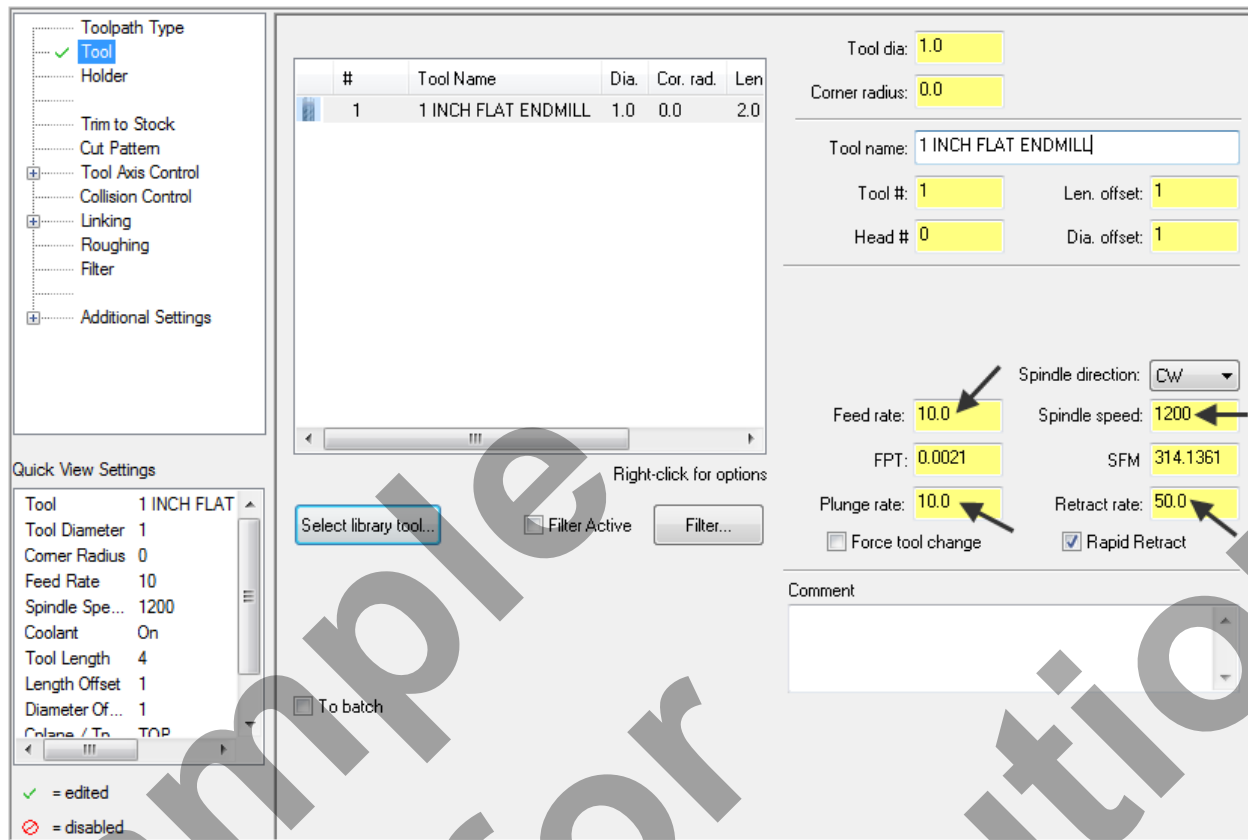 Toolpath Type
Tool
Holder
Trim to Stock
Cut Pattern
Tool Axis Control
Collision Control
Linking
Roughing
Filter
Additional Settings
Quick View Settings
Tool 1 INCH FLAT
Tool Diameter 1
Corner Radius 0
Feed Rate 10
Spindle Spe... 1200
Coolant On
Tool Length 4
Length Offset 1
Diameter Of... 1
Cplane / Tp TOP
= edited
= disabled
# Tool Name Dia. Cor. rad. Len
1 1 INCH FLAT ENDMILL 1.0 0.0 2.0
Right-click for options
Select library tool... Filter Active Filter...
To batch
Tool dia: 1.0
Corner radius: 0.0
Tool name: 1 INCH FLAT ENDMILL
Tool #: 1 Len. offset: 1
Head # 0 Dia. offset: 1
Spindle direction: CW
Feed rate: 10.0 Spindle speed: 1200
FPT: 0.0021 SFM 314.1361
Plunge rate: 10.0 Retract rate: 50.0
Force tool change Rapid Retract
Comment